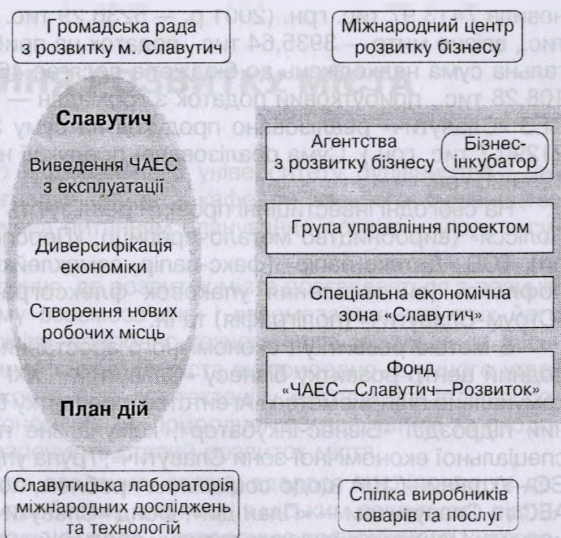 Громадська рада
з розвитку м. Славутич
Міжнародний центр
розвитку бізнесу
Славутич
Виведення ЧАЕС
з експлуатації
Диверсифікація
економіки
Створення нових
робочих місць
План дій
Агентства
з розвитку бізнесу
Бізнес-
інкубатор
Група управління проектом
Спеціальна економічна
зона «Славутич»
Фонд
«ЧАЕС—Славутич—Розвиток»
Славутицька лабораторія
міжнародних досліджень
та технологій
Спілка виробників
товарів та послуг